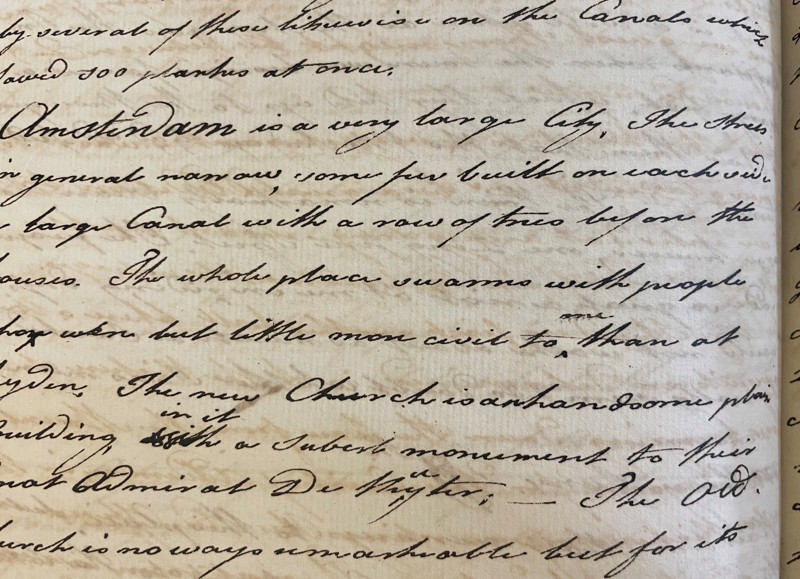 by several of these likewise on the Canals which
sawed 500 planks at once.
Amsterdam is a very large City, the streets
in general narrow, some few built on each side
large Canal with a row of trees before the
houses. The whole place swarms with people
who were but little more civil to one than at
Leyden. The new Church is an handsome plain
building, in it a suberb monument to their
great Admiral De Ruyter; — The Old
church is no ways remarkable but for its